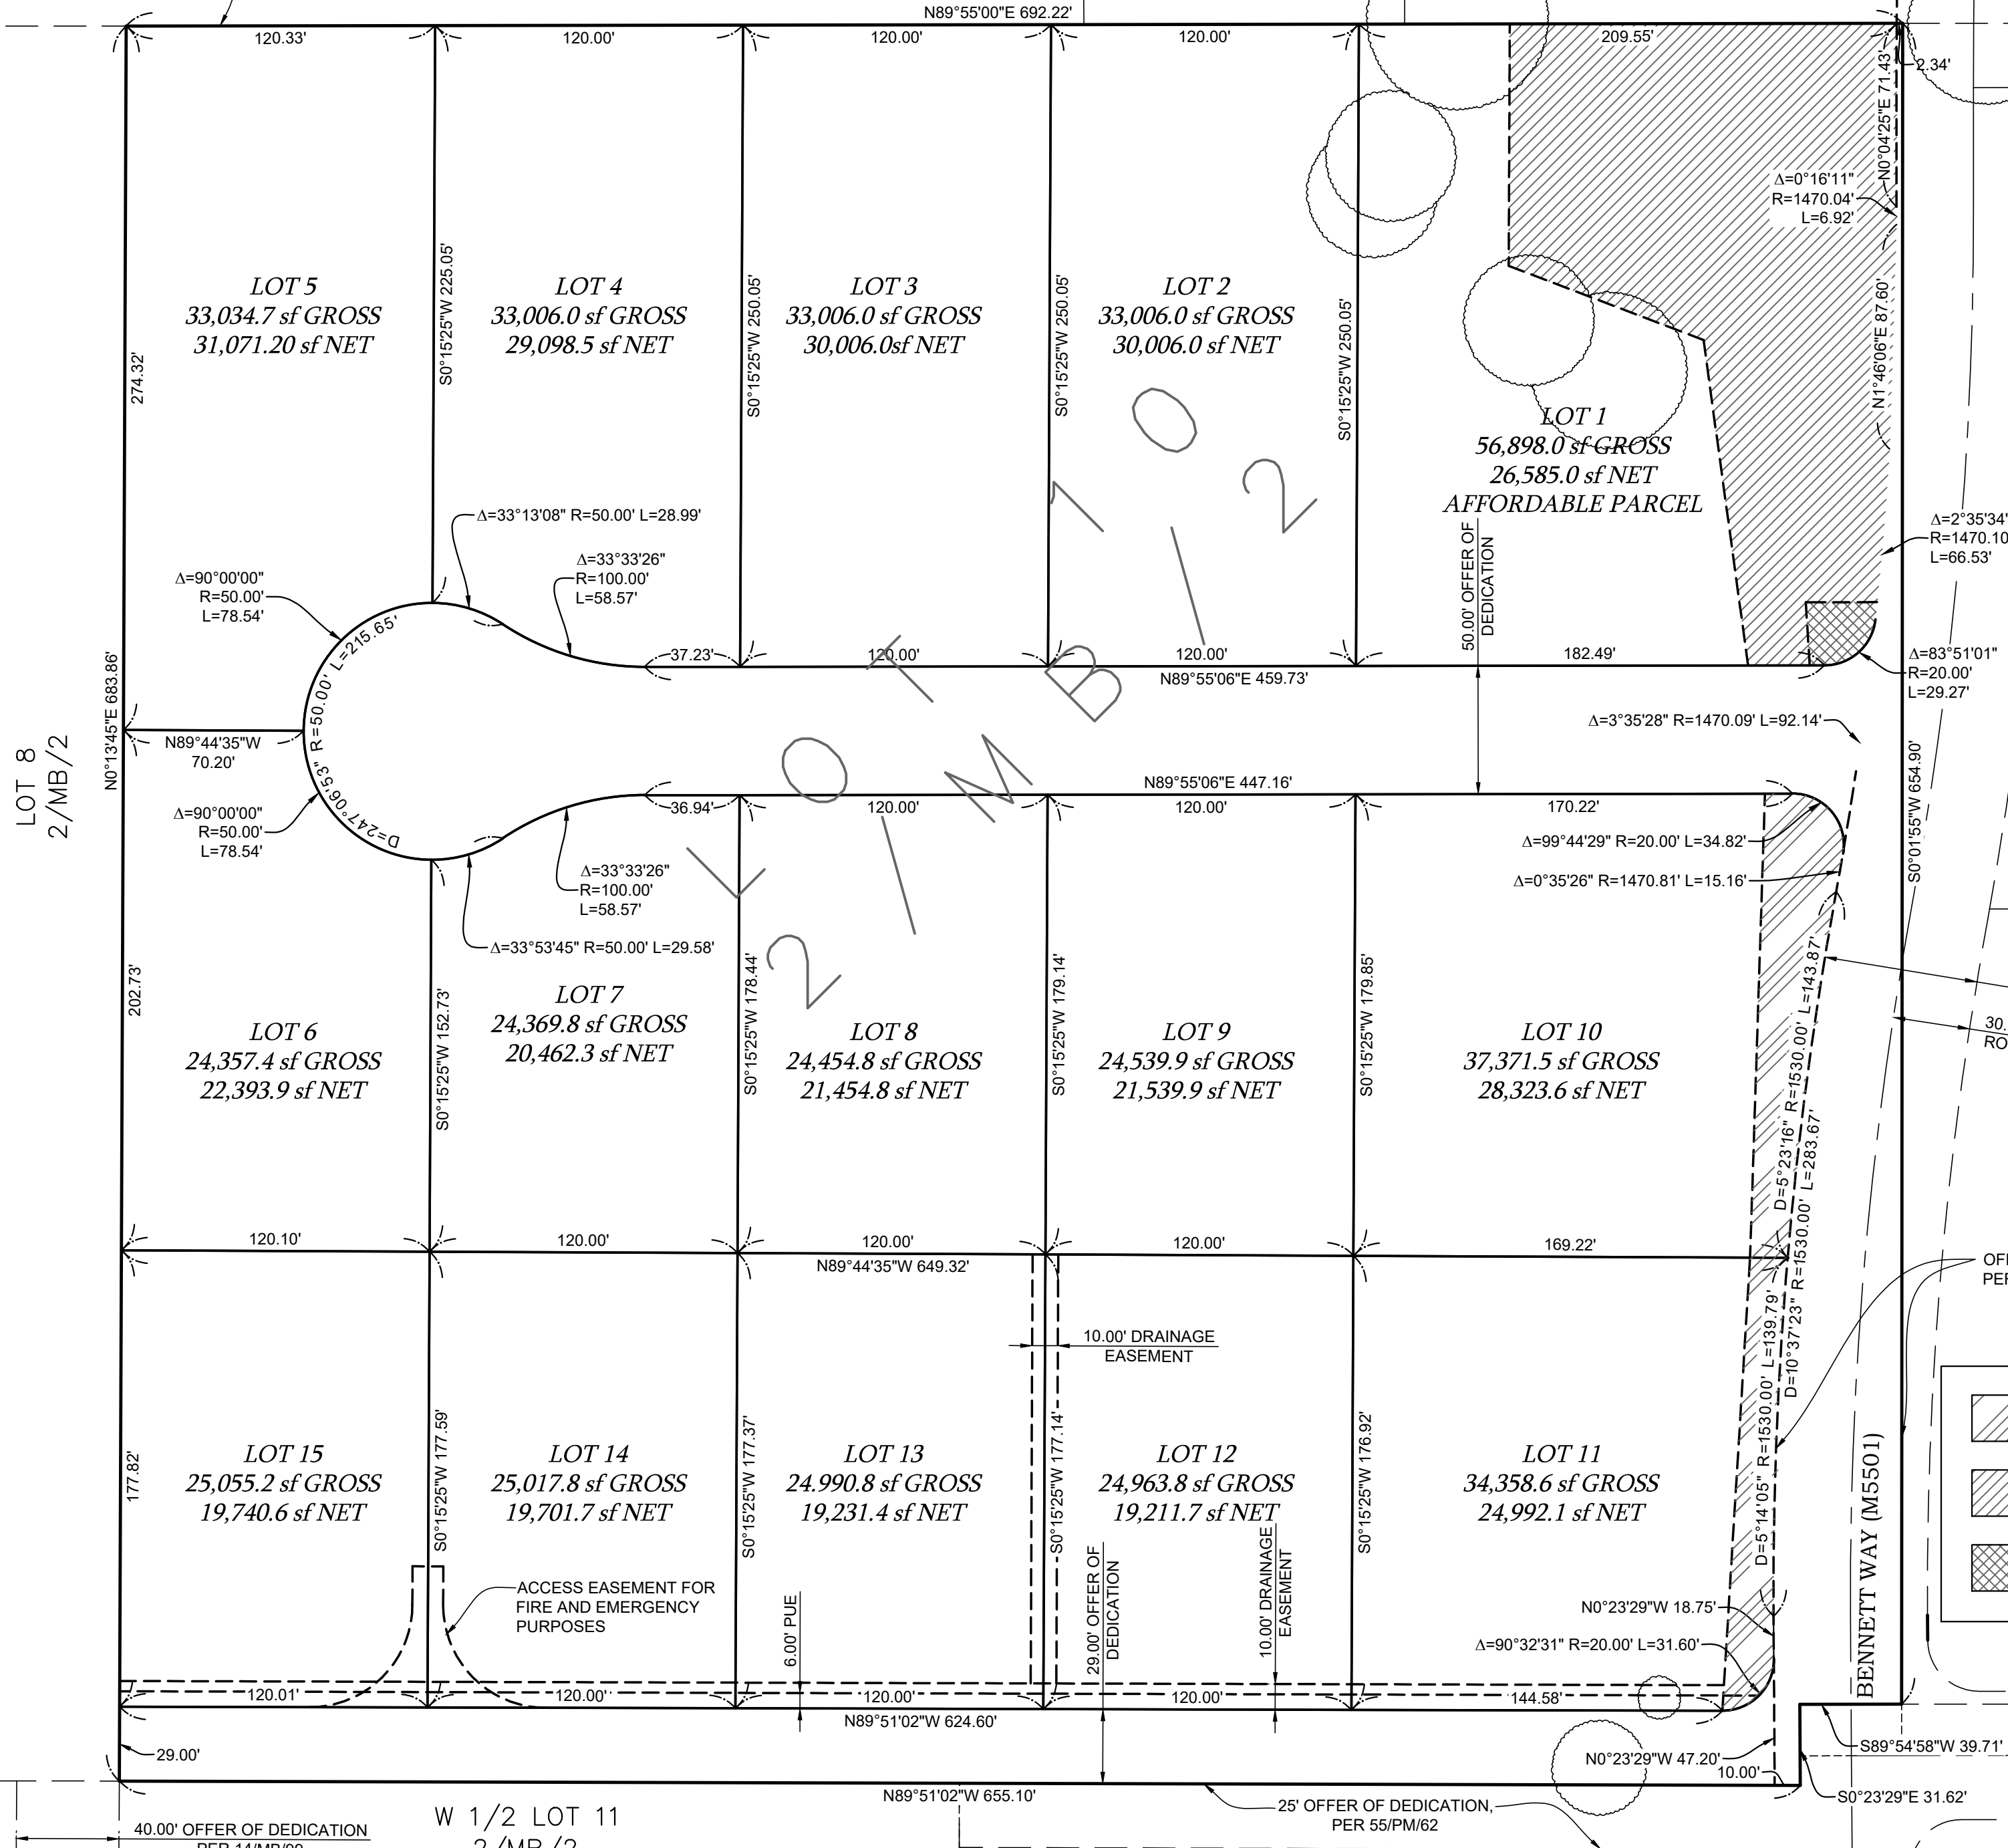 N89°55'00"E 692.22'
120.33'
120.00'
120.00'
120.00'
209.55'
2.34'
N0°04'25"E 71.43'
Δ=0°16'11"
R=1470.04'
L=6.92'
N1°46'06"E 87.60'
274.32'
LOT 5
33,034.7 sf GROSS
31,071.20 sf NET
S0°15'25"W 225.05'
LOT 4
33,006.0 sf GROSS
29,098.5 sf NET
S0°15'25"W 250.05'
LOT 3
33,006.0 sf GROSS
30,006.0sf NET
S0°15'25"W 250.05'
LOT 2
33,006.0 sf GROSS
30,006.0 sf NET
S0°15'25"W 250.05'
LOT 1
56,898.0 sf GROSS
26,585.0 sf NET
AFFORDABLE PARCEL
Δ=33°13'08" R=50.00' L=28.99'
Δ=33°33'26"
R=100.00'
L=58.57'
Δ=90°00'00"
R=50.00'
L=78.54'
50.00' OFFER OF
DEDICATION
Δ=2°35'34"
R=1470.10
L=66.53'
37.23'
120.00'
120.00'
182.49'
N89°55'06"E 459.73'
Δ=83°51'01"
R=20.00'
L=29.27'
Δ=3°35'28" R=1470.09' L=92.14'
LOT 8
2/MB/2
N0°13'45"E 683.86'
N89°44'35"W
70.20'
D=247°06'53" R=50.00' L=215.65'
S0°01'55"W 654.90'
LOT 10
2/MB/2
Δ=90°00'00"
R=50.00'
L=78.54'
N89°55'06"E 447.16'
36.94'
120.00'
120.00'
170.22'
Δ=99°44'29" R=20.00' L=34.82'
Δ=0°35'26" R=1470.81' L=15.16'
Δ=33°33'26"
R=100.00'
L=58.57'
Δ=33°53'45" R=50.00' L=29.58'
202.73'
LOT 6
24,357.4 sf GROSS
22,393.9 sf NET
S0°15'25"W 152.73'
LOT 7
24,369.8 sf GROSS
20,462.3 sf NET
S0°15'25"W 178.44'
LOT 8
24,454.8 sf GROSS
21,454.8 sf NET
S0°15'25"W 179.14'
LOT 9
24,539.9 sf GROSS
21,539.9 sf NET
S0°15'25"W 179.85'
LOT 10
37,371.5 sf GROSS
28,323.6 sf NET
D=5°23'16" R=1530.00' L=143.87'
D=10°37'23" R=1530.00' L=283.67'
30.
RO
120.10'
120.00'
120.00'
120.00'
169.22'
N89°44'35"W 649.32'
10.00' DRAINAGE
EASEMENT
D=5°14'05" R=1530.00' L=139.79'
177.82'
LOT 15
25,055.2 sf GROSS
19,740.6 sf NET
S0°15'25"W 177.59'
LOT 14
25,017.8 sf GROSS
19,701.7 sf NET
S0°15'25"W 177.37'
LOT 13
24.990.8 sf GROSS
19,231.4 sf NET
S0°15'25"W 177.14'
LOT 12
24,963.8 sf GROSS
19,211.7 sf NET
S0°15'25"W 176.92'
LOT 11
34,358.6 sf GROSS
24,992.1 sf NET
BENNETT WAY (M5501)
ACCESS EASEMENT FOR
FIRE AND EMERGENCY
PURPOSES
6.00' PUE
29.00' OFFER OF
DEDICATION
10.00' DRAINAGE
EASEMENT
N0°23'29"W 18.75'
Δ=90°32'31" R=20.00' L=31.60'
120.01'
120.00'
120.00'
120.00'
144.58'
N89°51'02"W 624.60'
29.00'
N0°23'29"W 47.20'
10.00'
S89°54'58"W 39.71'
S0°23'29"E 31.62'
N89°51'02"W 655.10'
25' OFFER OF DEDICATION,
PER 55/PM/62
W 1/2 LOT 11
40.00' OFFER OF DEDICATION